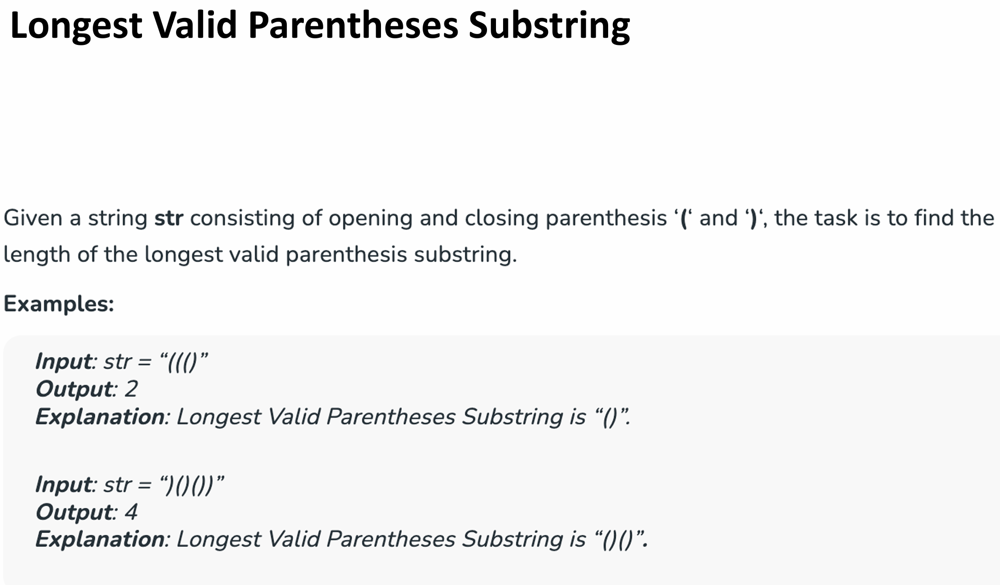 Longest Valid Parentheses Substring
Given a string str consisting of opening and closing parenthesis ‘(‘ and ‘)‘, the task is to find the
length of the longest valid parenthesis substring.
Examples:
Input: str = “((()”
Output: 2
Explanation: Longest Valid Parentheses Substring is “()”.
Input: str = “)()())”
Output: 4
Explanation: Longest Valid Parentheses Substring is “()()”.